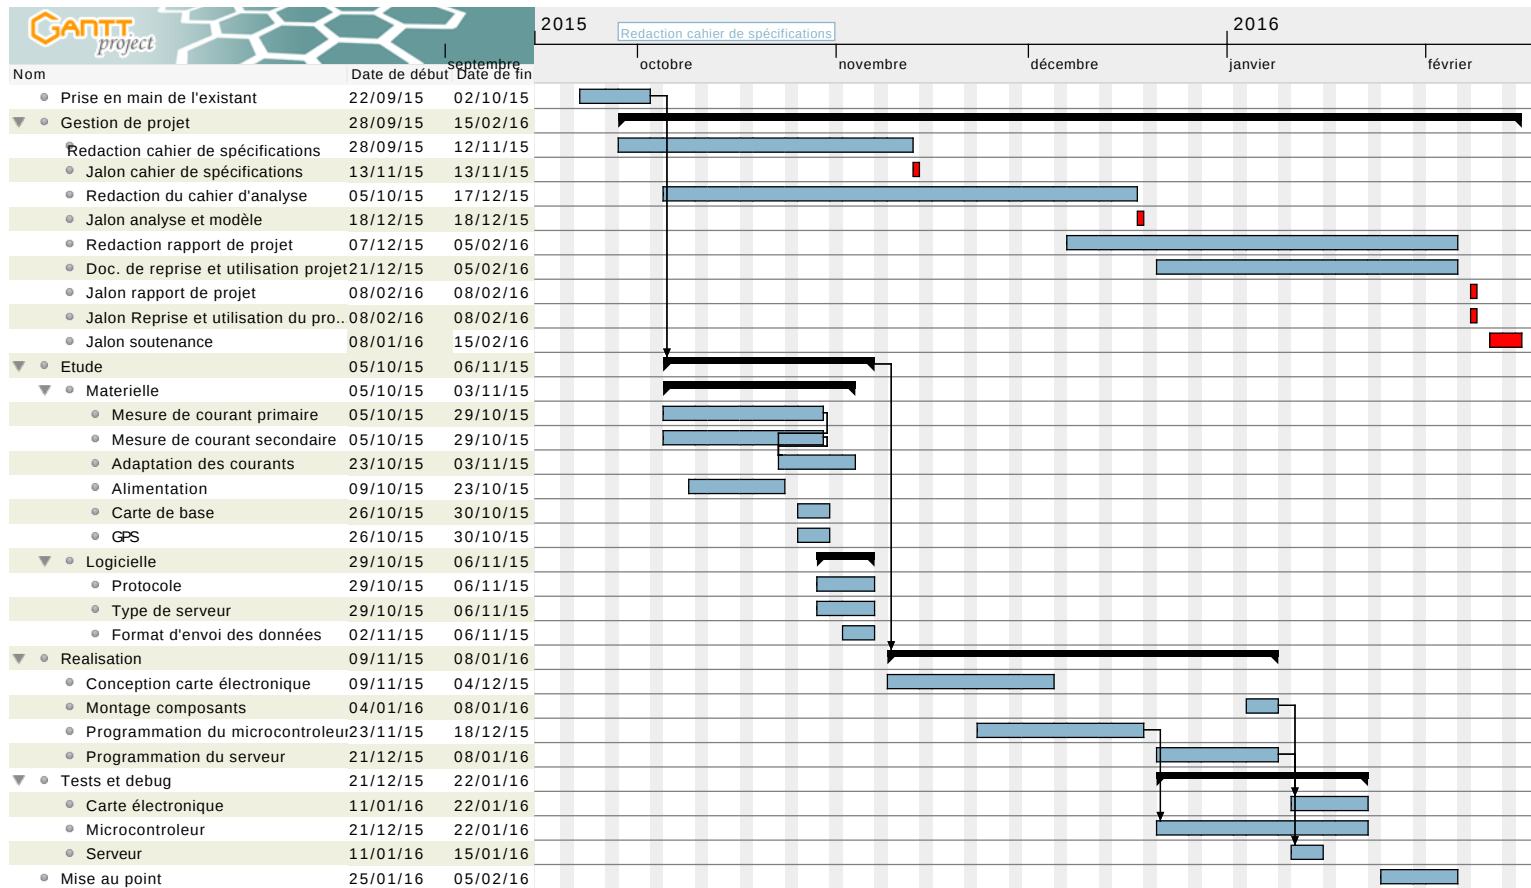 GANTT
project
2015 Redaction cahier de spécifications 2016
septembre octobre novembre décembre janvier février
Nom Date de début Date de fin
Prise en main de l'existant 22/09/15 02/10/15
Gestion de projet 28/09/15 15/02/16
Redaction cahier de spécifications 28/09/15 12/11/15
Jalon cahier de spécifications 13/11/15 13/11/15
Redaction du cahier d'analyse 05/10/15 17/12/15
Jalon analyse et modèle 18/12/15 18/12/15
Redaction rapport de projet 07/12/15 05/02/16
Doc. de reprise et utilisation projet 21/12/15 05/02/16
Jalon rapport de projet 08/02/16 08/02/16
Jalon Reprise et utilisation du pro.. 08/02/16 08/02/16
Jalon soutenance 08/01/16 15/02/16
Etude 05/10/15 06/11/15
Materielle 05/10/15 03/11/15
Mesure de courant primaire 05/10/15 29/10/15
Mesure de courant secondaire 05/10/15 29/10/15
Adaptation des courants 23/10/15 03/11/15
Alimentation 09/10/15 23/10/15
Carte de base 26/10/15 30/10/15
GPS 26/10/15 30/10/15
Logicielle 29/10/15 06/11/15
Protocole 29/10/15 06/11/15
Type de serveur 29/10/15 06/11/15
Format d'envoi des données 02/11/15 06/11/15
Realisation 09/11/15 08/01/16
Conception carte électronique 09/11/15 04/12/15
Montage composants 04/01/16 08/01/16
Programmation du microcontroleur 23/11/15 18/12/15
Programmation du serveur 21/12/15 08/01/16
Tests et debug 21/12/15 22/01/16
Carte électronique 11/01/16 22/01/16
Microcontroleur 21/12/15 22/01/16
Serveur 11/01/16 15/01/16
Mise au point 25/01/16 05/02/16